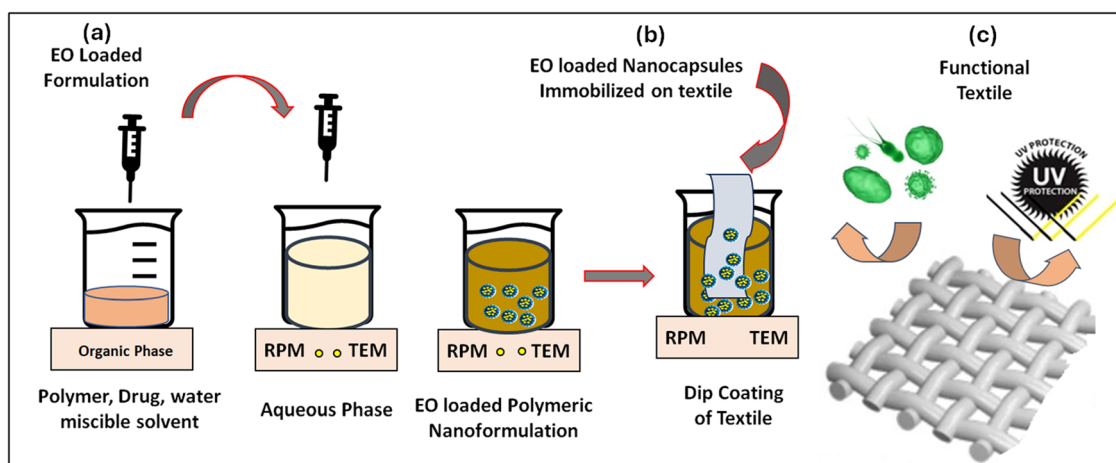 (a)
EO Loaded
Formulation
Organic Phase
Polymer, Drug, water
miscible solvent
RPM TEM
Aqueous Phase
RPM TEM
EO loaded Polymeric
Nanoformulation
(b)
EO loaded Nanocapsules
Immobilized on textile
RPM TEM
Dip Coating
of Textile
(c)
Functional
Textile
UV PROTECTION
UV
PROTECTION